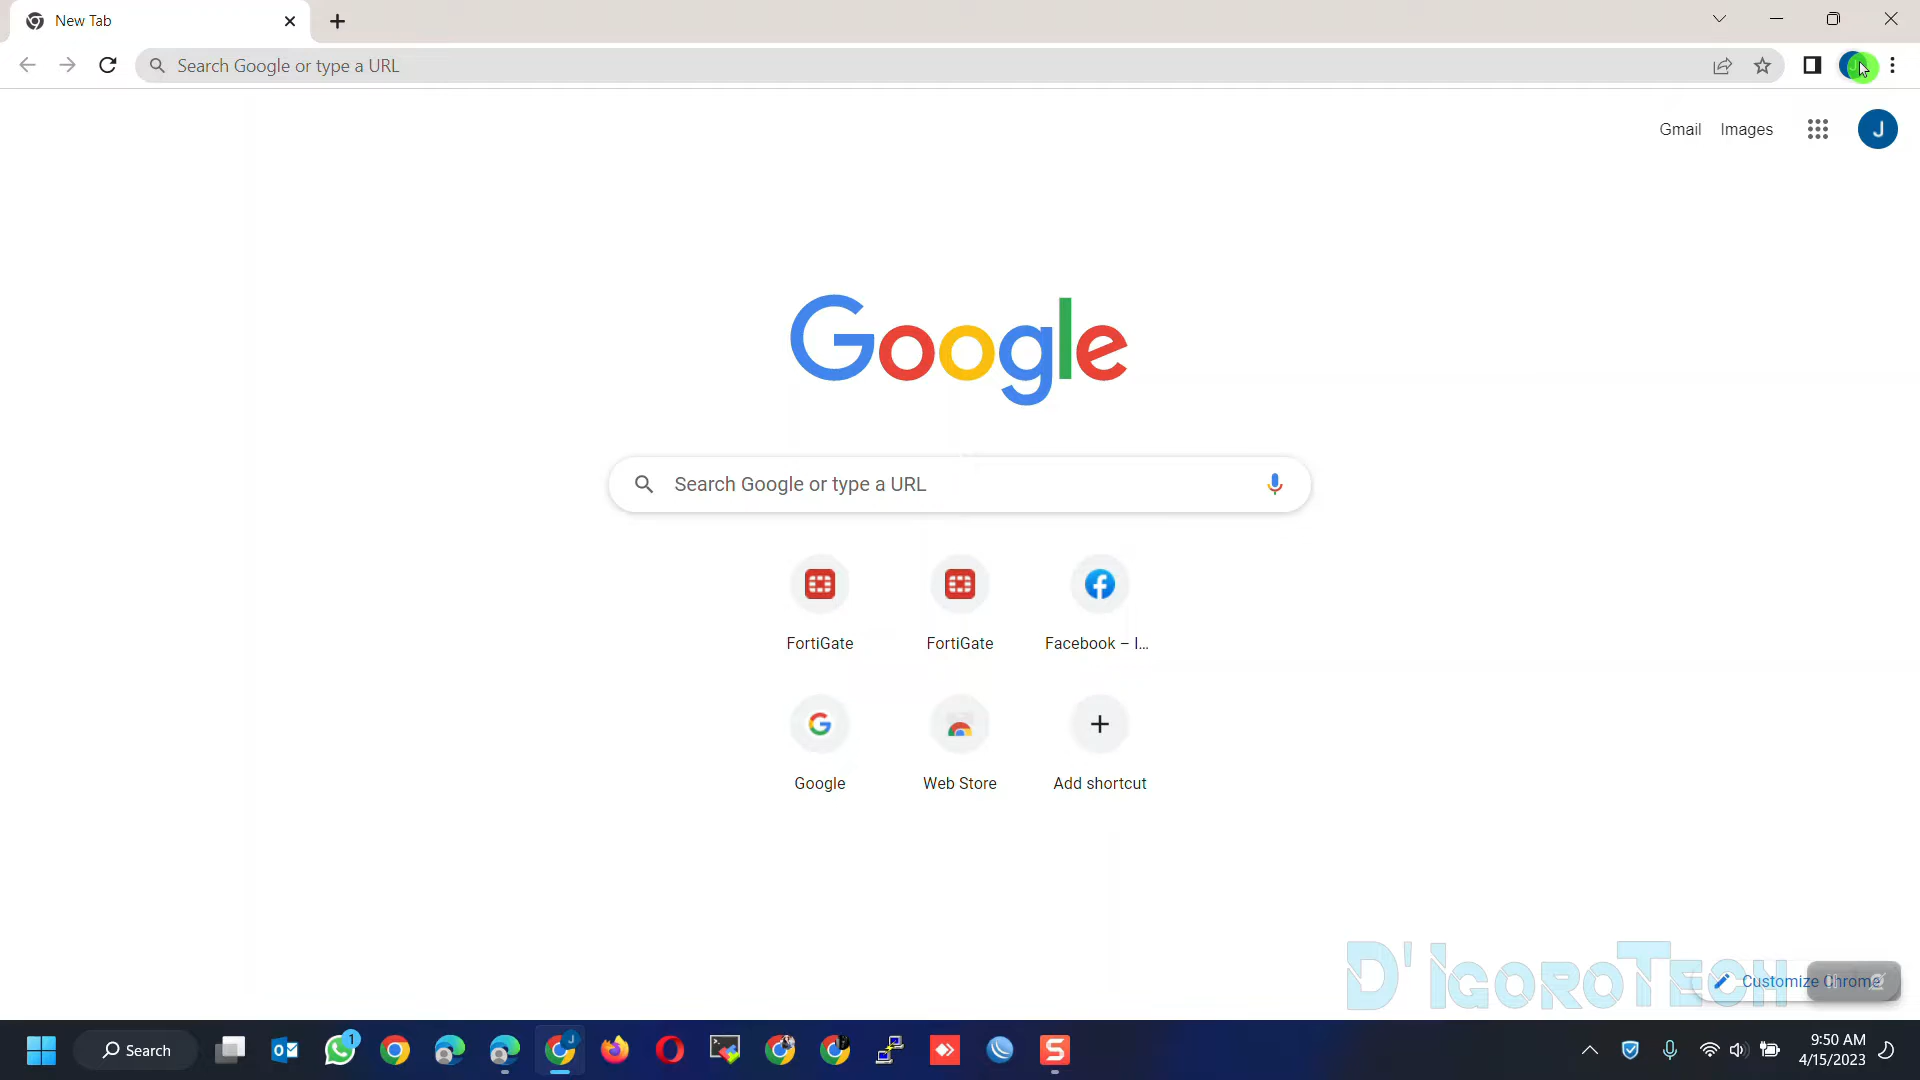 New Tab
Search Google or type a URL
Gmail Images
J
Google
Search Google or type a URL
FortiGate FortiGate Facebook – I...
Google Web Store Add shortcut
D' IgoroTech
Customize Chrome
Search
1
J
9:50 AM
4/15/2023